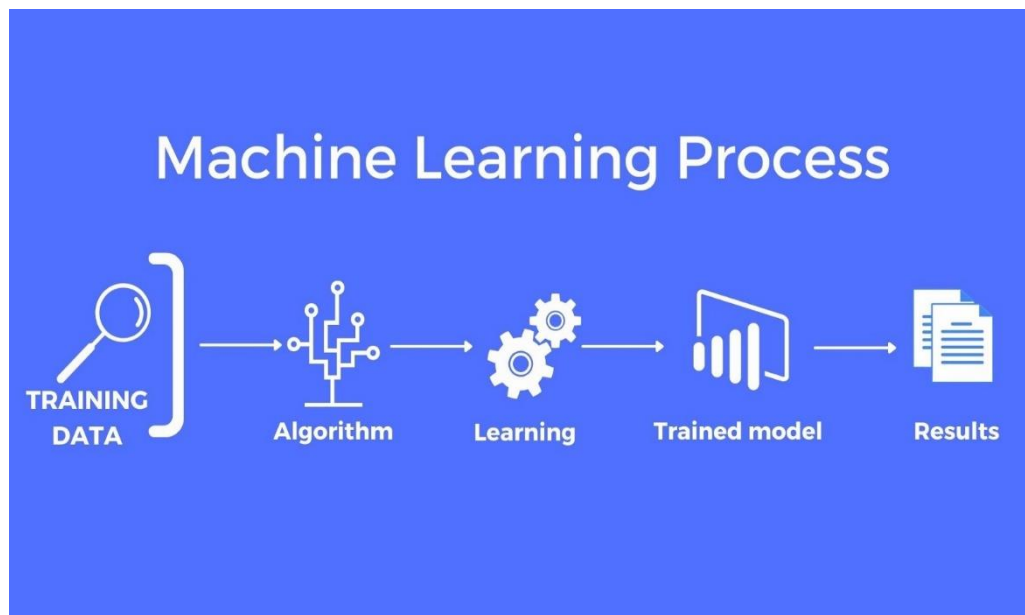 Machine Learning Process
TRAINING
DATA
Algorithm
Learning
Trained model
Results